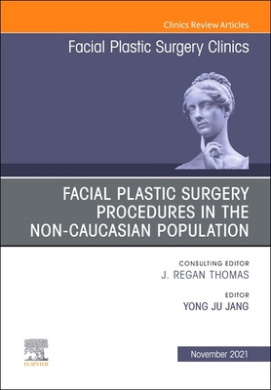 Clinics Review Articles
Facial Plastic Surgery Clinics
FACIAL PLASTIC SURGERY
PROCEDURES IN THE
NON-CAUCASIAN POPULATION
CONSULTING EDITOR
J. REGAN THOMAS
EDITOR
YONG JU JANG
ELSEVIER
November 2021